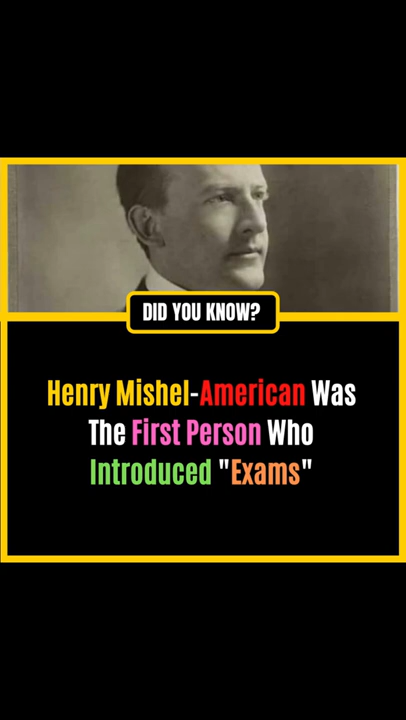 DID YOU KNOW?
Henry Mishel-American Was
The First Person Who
Introduced "Exams"